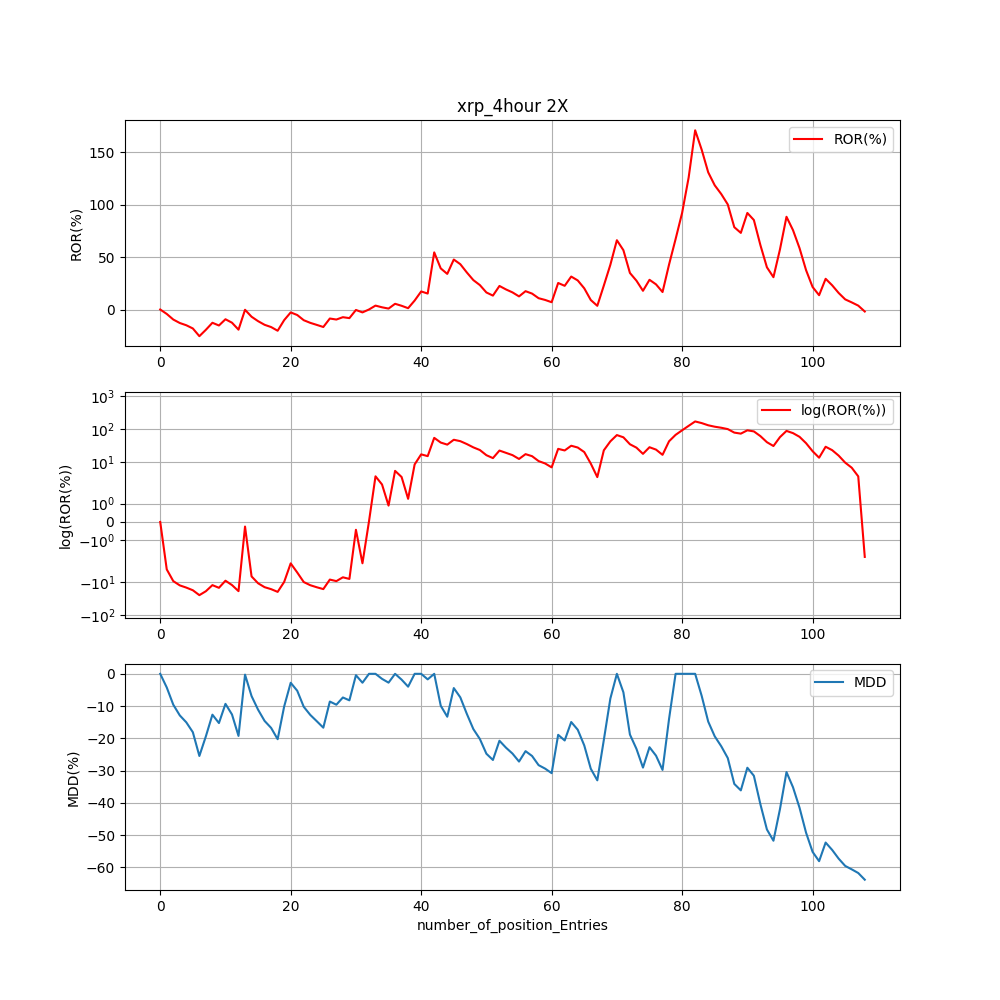 xrp_4hour 2X
ROR(%)
150
100
50
0
ROR(%)
0 20 40 60 80 100
log(ROR(%))
10³
10²
10¹
10⁰
0
−10⁰
−10¹
−10²
log(ROR(%))
0 20 40 60 80 100
MDD
0
−10
−20
−30
−40
−50
−60
MDD(%)
0 20 40 60 80 100
number_of_position_Entries